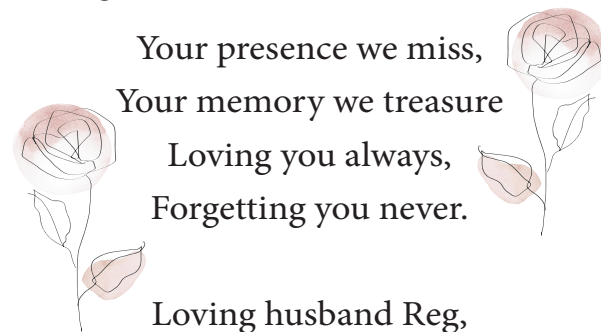 Your presence we miss,
Your memory we treasure
Loving you always,
Forgetting you never.
Loving husband Reg,